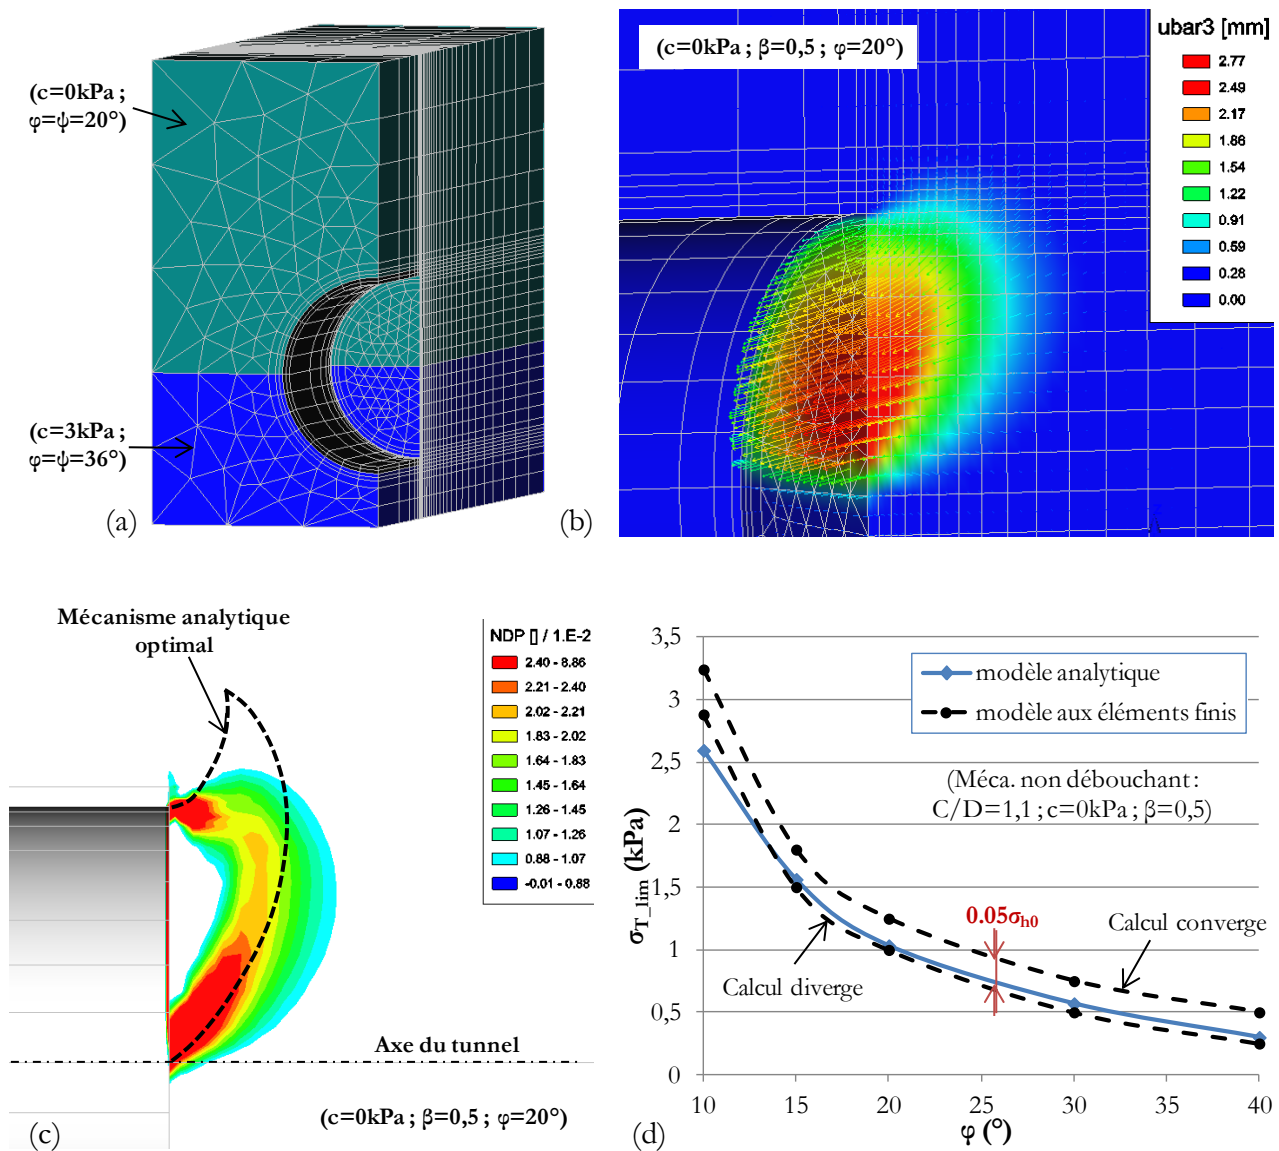 (c=0kPa ;
φ=ψ=20°)
(c=3kPa ;
φ=ψ=36°)
(a)
(c=0kPa ; β=0,5 ; φ=20°)
ubar3 [mm]
2.77
2.49
2.17
1.86
1.54
1.22
0.91
0.59
0.28
0.00
(b)
Mécanisme analytique
optimal
NDP [] / 1.E-2
2.40 - 8.86
2.21 - 2.40
2.02 - 2.21
1.83 - 2.02
1.64 - 1.83
1.45 - 1.64
1.26 - 1.45
1.07 - 1.26
0.88 - 1.07
-0.01 - 0.88
Axe du tunnel
(c=0kPa ; β=0,5 ; φ=20°)
(c)
3,5
3
2,5
2
1,5
1
0,5
0
σT_lim (kPa)
modèle analytique
modèle aux éléments finis
(Méca. non débouchant :
C/D=1,1 ; c=0kPa ; β=0,5)
0.05σh0
Calcul converge
Calcul diverge
10 15 20 25 30 35 40
φ (°)
(d)